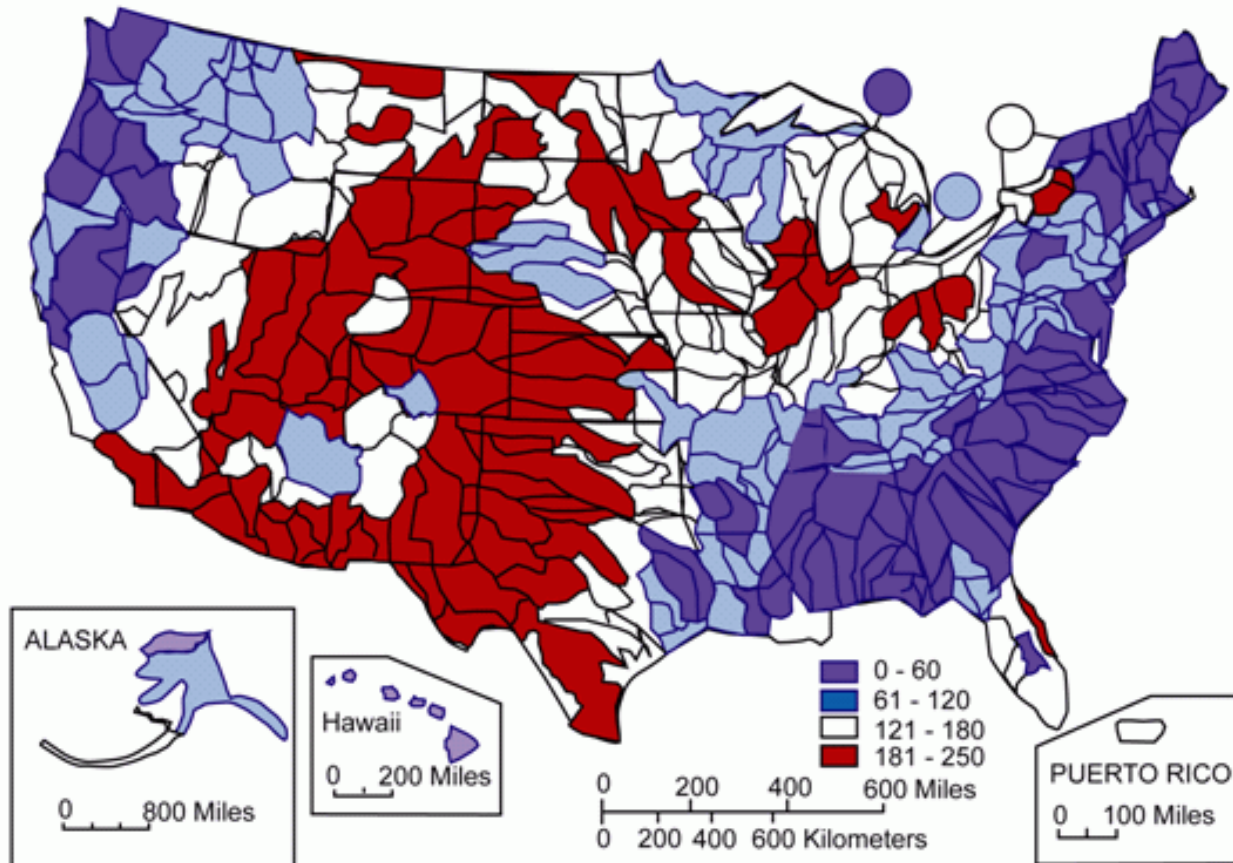 ALASKA
0 800 Miles
Hawaii
0 200 Miles
0 - 60
61 - 120
121 - 180
181 - 250
0 200 400 600 Miles
0 200 400 600 Kilometers
PUERTO RICO
0 100 Miles